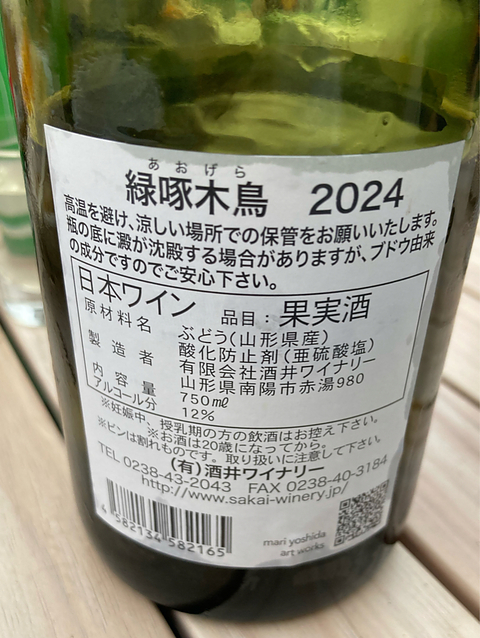 あおげら
緑啄木鳥 2024
高温を避け、涼しい場所での保管をお願いいたします。
瓶の底に澱が沈殿する場合がありますが、ブドウ由来
の成分ですのでご安心下さい。
日本ワイン 品目：果実酒
原材料名 ぶどう(山形県産)
酸化防止剤(亜硫酸塩)
製造者 有限会社酒井ワイナリー
山形県南陽市赤湯980
内容量 750㎖
アルコール分 12%
※妊娠中、授乳期の方の飲酒はお控え下さい。
※お酒は20歳になってから。
※ビンは割れものです。取り扱いに注意して下さい。
(有)酒井ワイナリー
TEL 0238-43-2043 FAX 0238-40-3184
http://www.sakai-winery.jp/
4582134582165
mari yoshida
art works